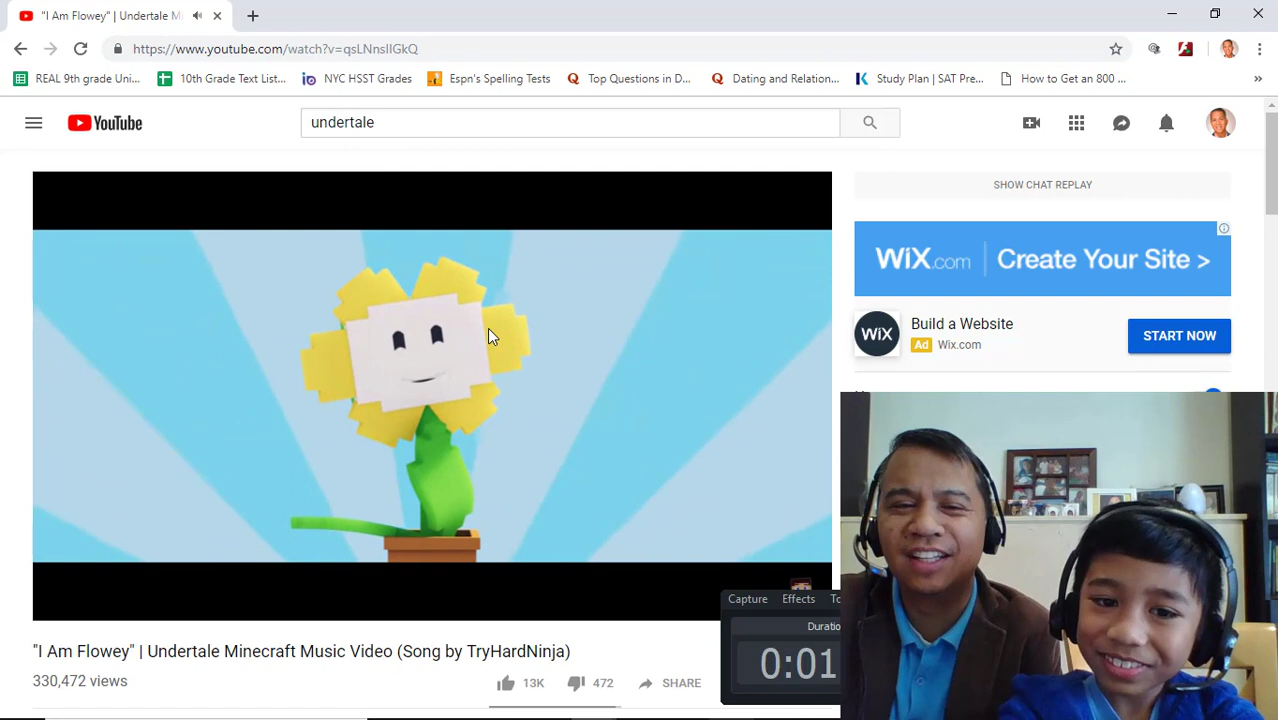 "I Am Flowey" | Undertale M
https://www.youtube.com/watch?v=qsLNnsIIGkQ
REAL 9th grade Uni... 10th Grade Text List... NYC HSST Grades Espn's Spelling Tests Top Questions in D... Dating and Relation... Study Plan | SAT Pre... How to Get an 800 ...
YouTube
undertale
SHOW CHAT REPLAY
WiX.com Create Your Site >
WiX
Build a Website
Ad Wix.com
START NOW
Capture Effects To
Duratio
0:01
"I Am Flowey" | Undertale Minecraft Music Video (Song by TryHardNinja)
330,472 views
13K 472 SHARE